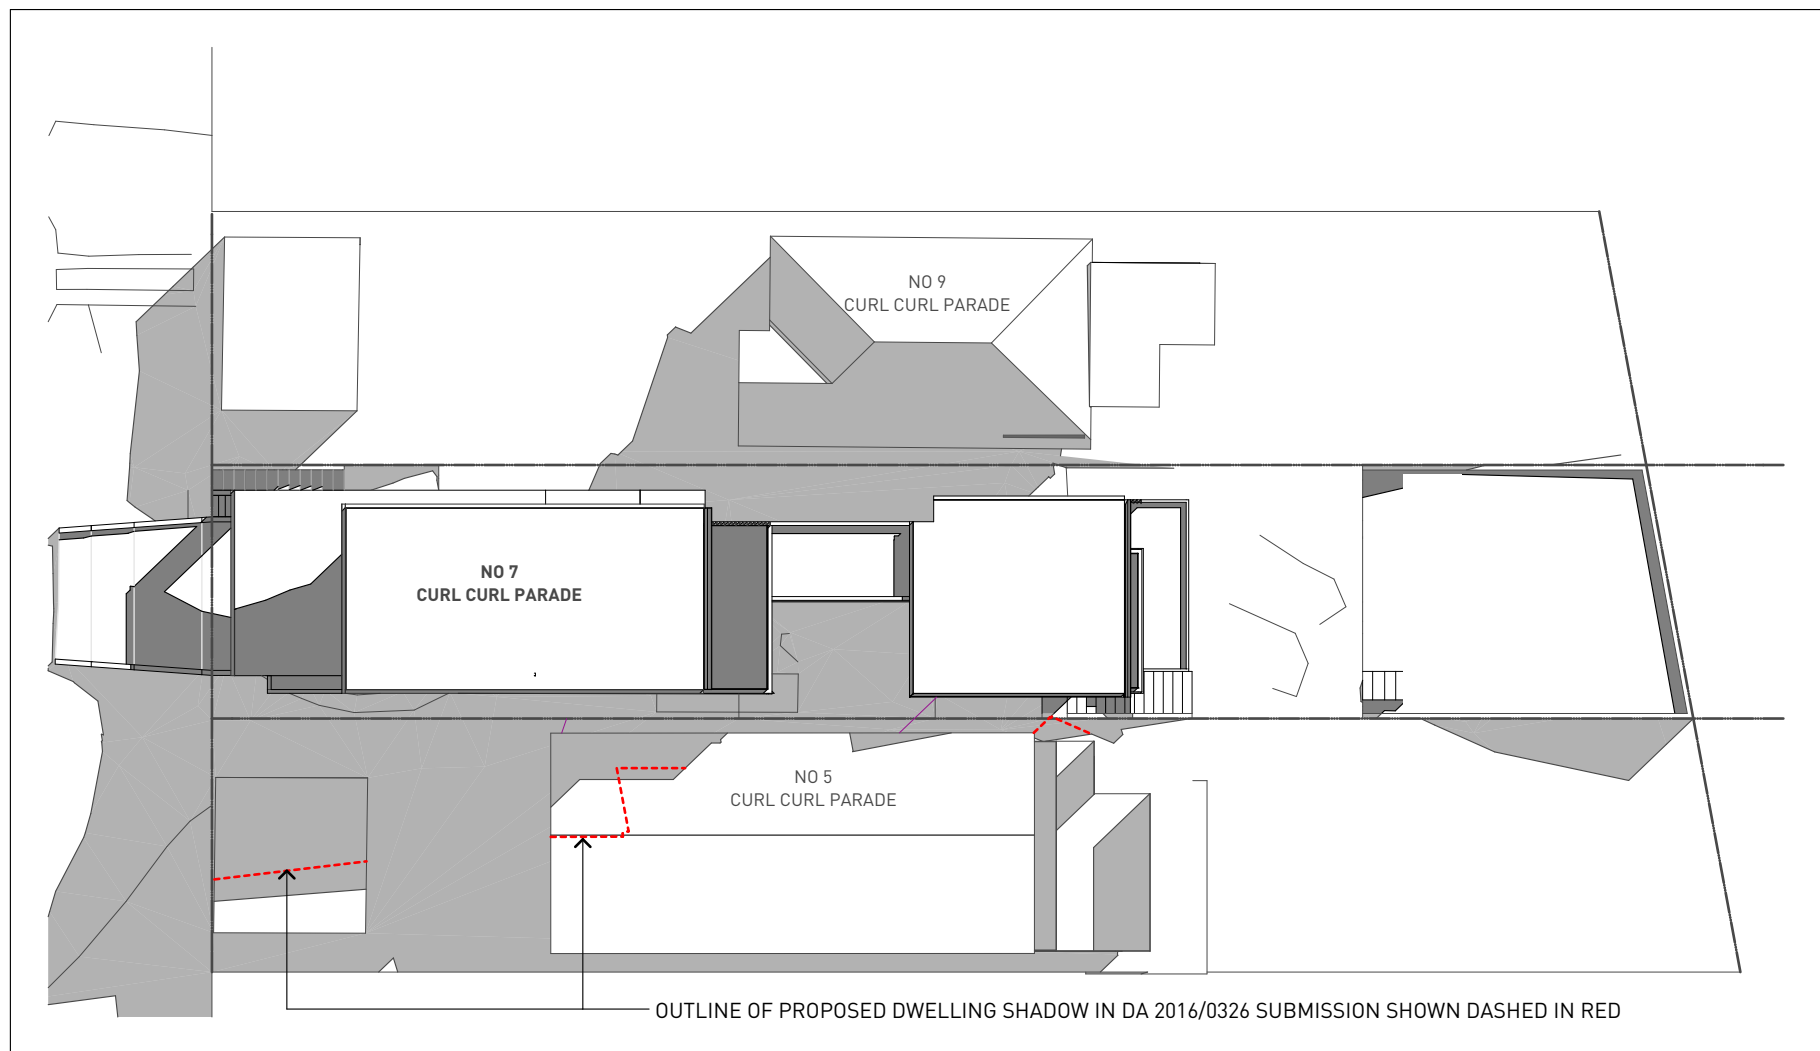 NO 9
CURL CURL PARADE
NO 7
CURL CURL PARADE
NO 5
CURL CURL PARADE
OUTLINE OF PROPOSED DWELLING SHADOW IN DA 2016/0326 SUBMISSION SHOWN DASHED IN RED